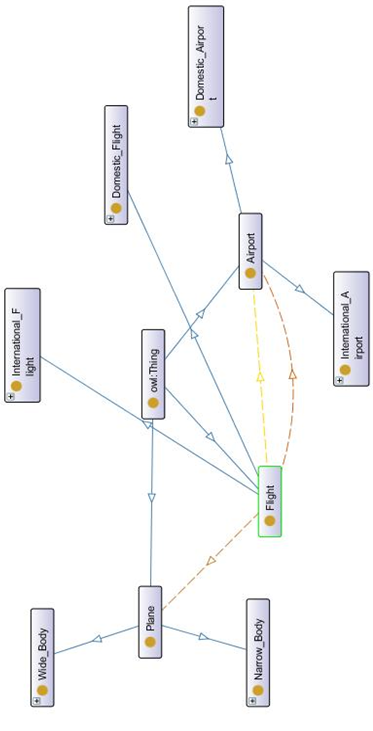 Domestic_Airpor
t
Domestic_Flight
Airport
International_F
light
International_A
irport
owl:Thing
Flight
Plane
Wide_Body
Narrow_Body